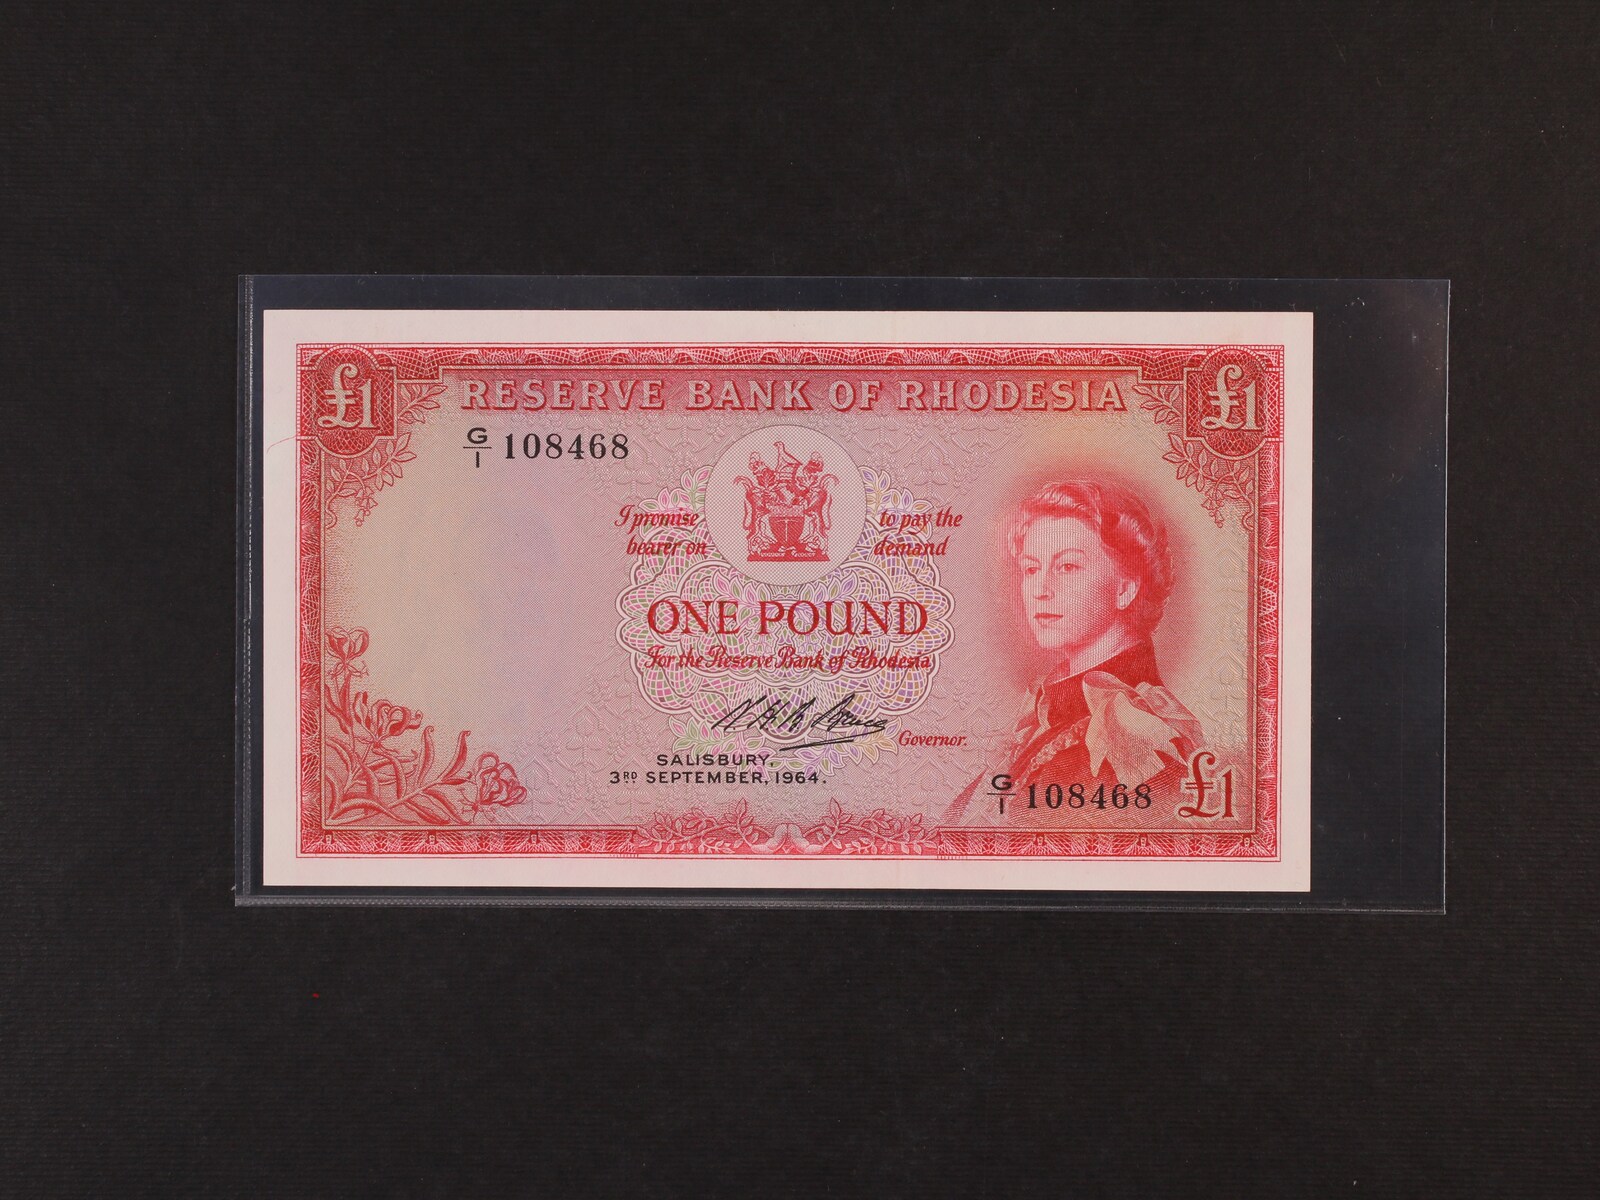 £1 RESERVE BANK OF RHODESIA £1
G/1 108468
I promise to pay the
bearer on demand
ONE POUND
For the Reserve Bank of Rhodesia
Governor.
SALISBURY,
3RD SEPTEMBER, 1964.
G/1 108468 £1